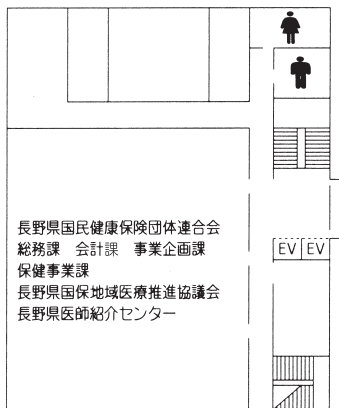 長野県国民健康保険団体連合会
総務課　会計課　事業企画課
保健事業課
長野県国保地域医療推進協議会
長野県医師紹介センター
EV EV